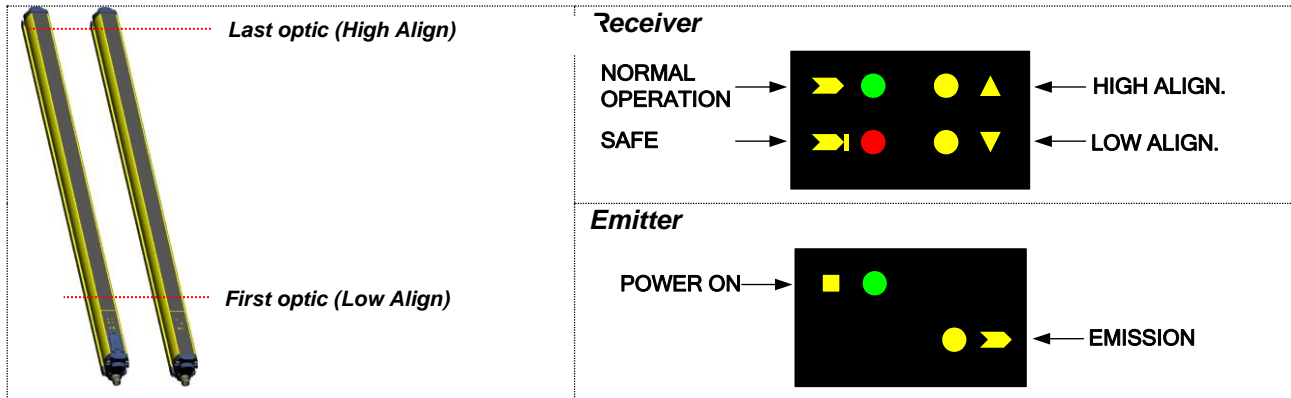 Last optic (High Align)
First optic (Low Align)
Receiver
NORMAL
OPERATION
HIGH ALIGN.
SAFE
LOW ALIGN.
Emitter
POWER ON
EMISSION